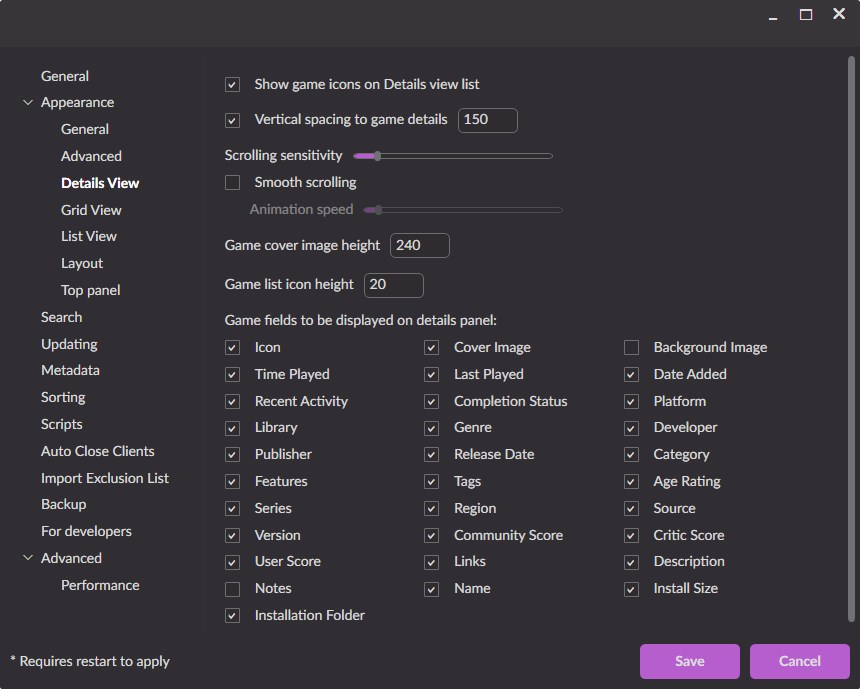 General
Appearance
General
Advanced
Details View
Grid View
List View
Layout
Top panel
Search
Updating
Metadata
Sorting
Scripts
Auto Close Clients
Import Exclusion List
Backup
For developers
Advanced
Performance
Show game icons on Details view list
Vertical spacing to game details 150
Scrolling sensitivity
Smooth scrolling
Animation speed
Game cover image height 240
Game list icon height 20
Game fields to be displayed on details panel:
Icon Cover Image Background Image
Time Played Last Played Date Added
Recent Activity Completion Status Platform
Library Genre Developer
Publisher Release Date Category
Features Tags Age Rating
Series Region Source
Version Community Score Critic Score
User Score Links Description
Notes Name Install Size
Installation Folder
* Requires restart to apply
Save Cancel